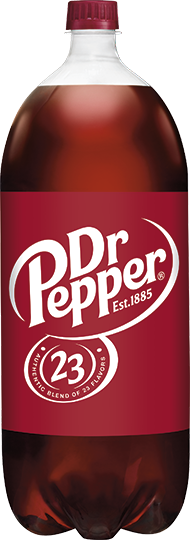 Dr
Pepper®
Est.1885
23
AUTHENTIC BLEND OF 23 FLAVORS